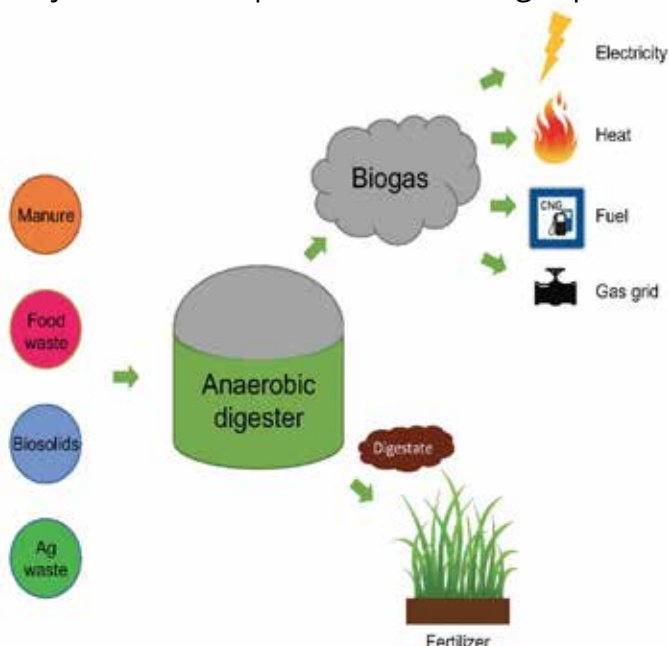 Electricity
Heat
Biogas
CNG
Fuel
Manure
Gas grid
Food
waste
Anaerobic
digester
Digestate
Biosolids
Ag
waste
Fertilizer